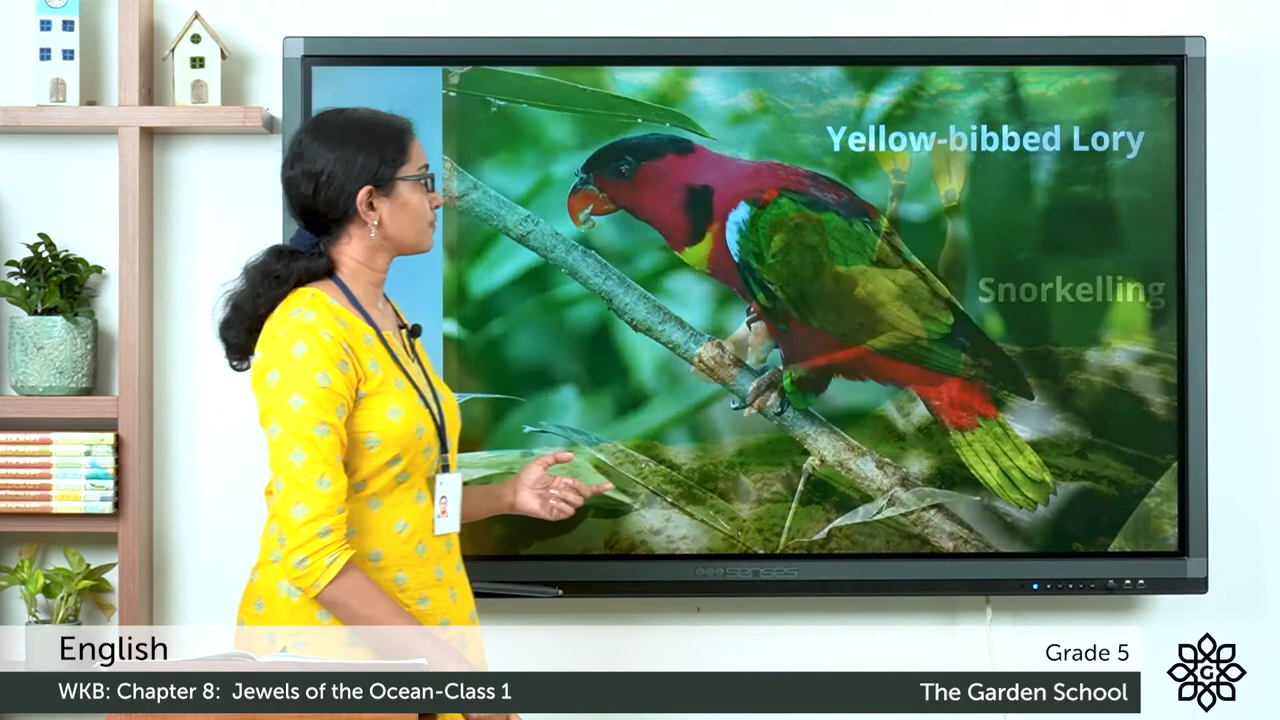 Yellow-bibbed Lory
Snorkelling
senses
English
Grade 5
WKB: Chapter 8: Jewels of the Ocean-Class 1
The Garden School
G